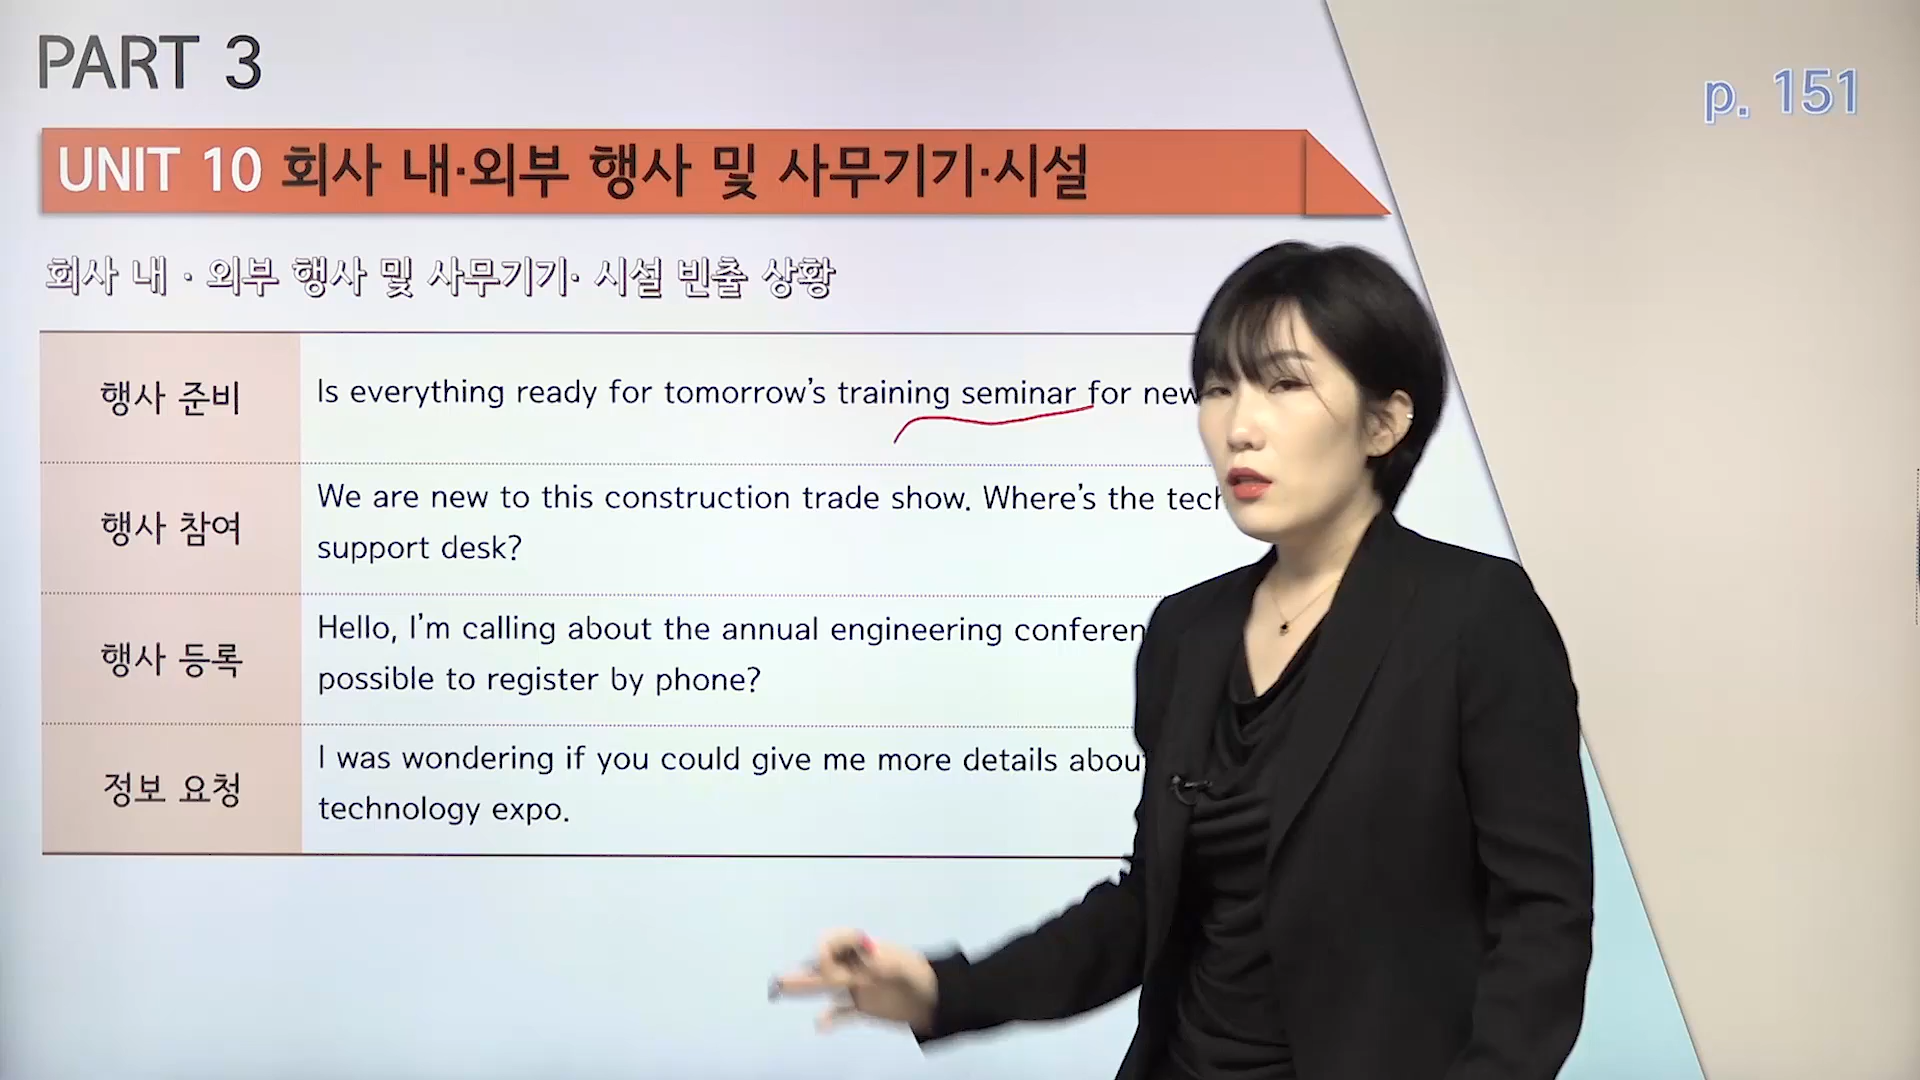 PART 3
p. 151
UNIT 10 회사 내·외부 행사 및 사무기기·시설
회사 내 · 외부 행사 및 사무기기· 시설 빈출 상황
행사 준비
Is everything ready for tomorrow's training seminar for new
행사 참여
We are new to this construction trade show. Where's the
support desk?
행사 등록
Hello, I'm calling about the annual engineering
possible to register by phone?
정보 요청
I was wondering if you could give me more details
technology expo.